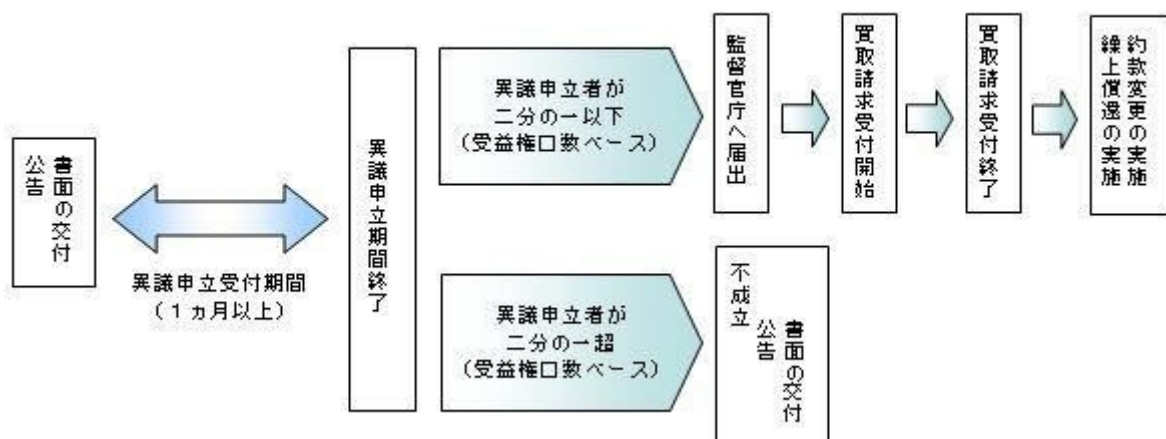 書面の交付
公告
異議申立受付期間
（１ヵ月以上）
異議申立期間終了
異議申立者が
二分の一以下
（受益権口数ベース）
監督官庁へ届出
買取請求受付開始
買取請求受付終了
約款変更の実施
繰上償還の実施
異議申立者が
二分の一超
（受益権口数ベース）
不成立
書面の交付
公告